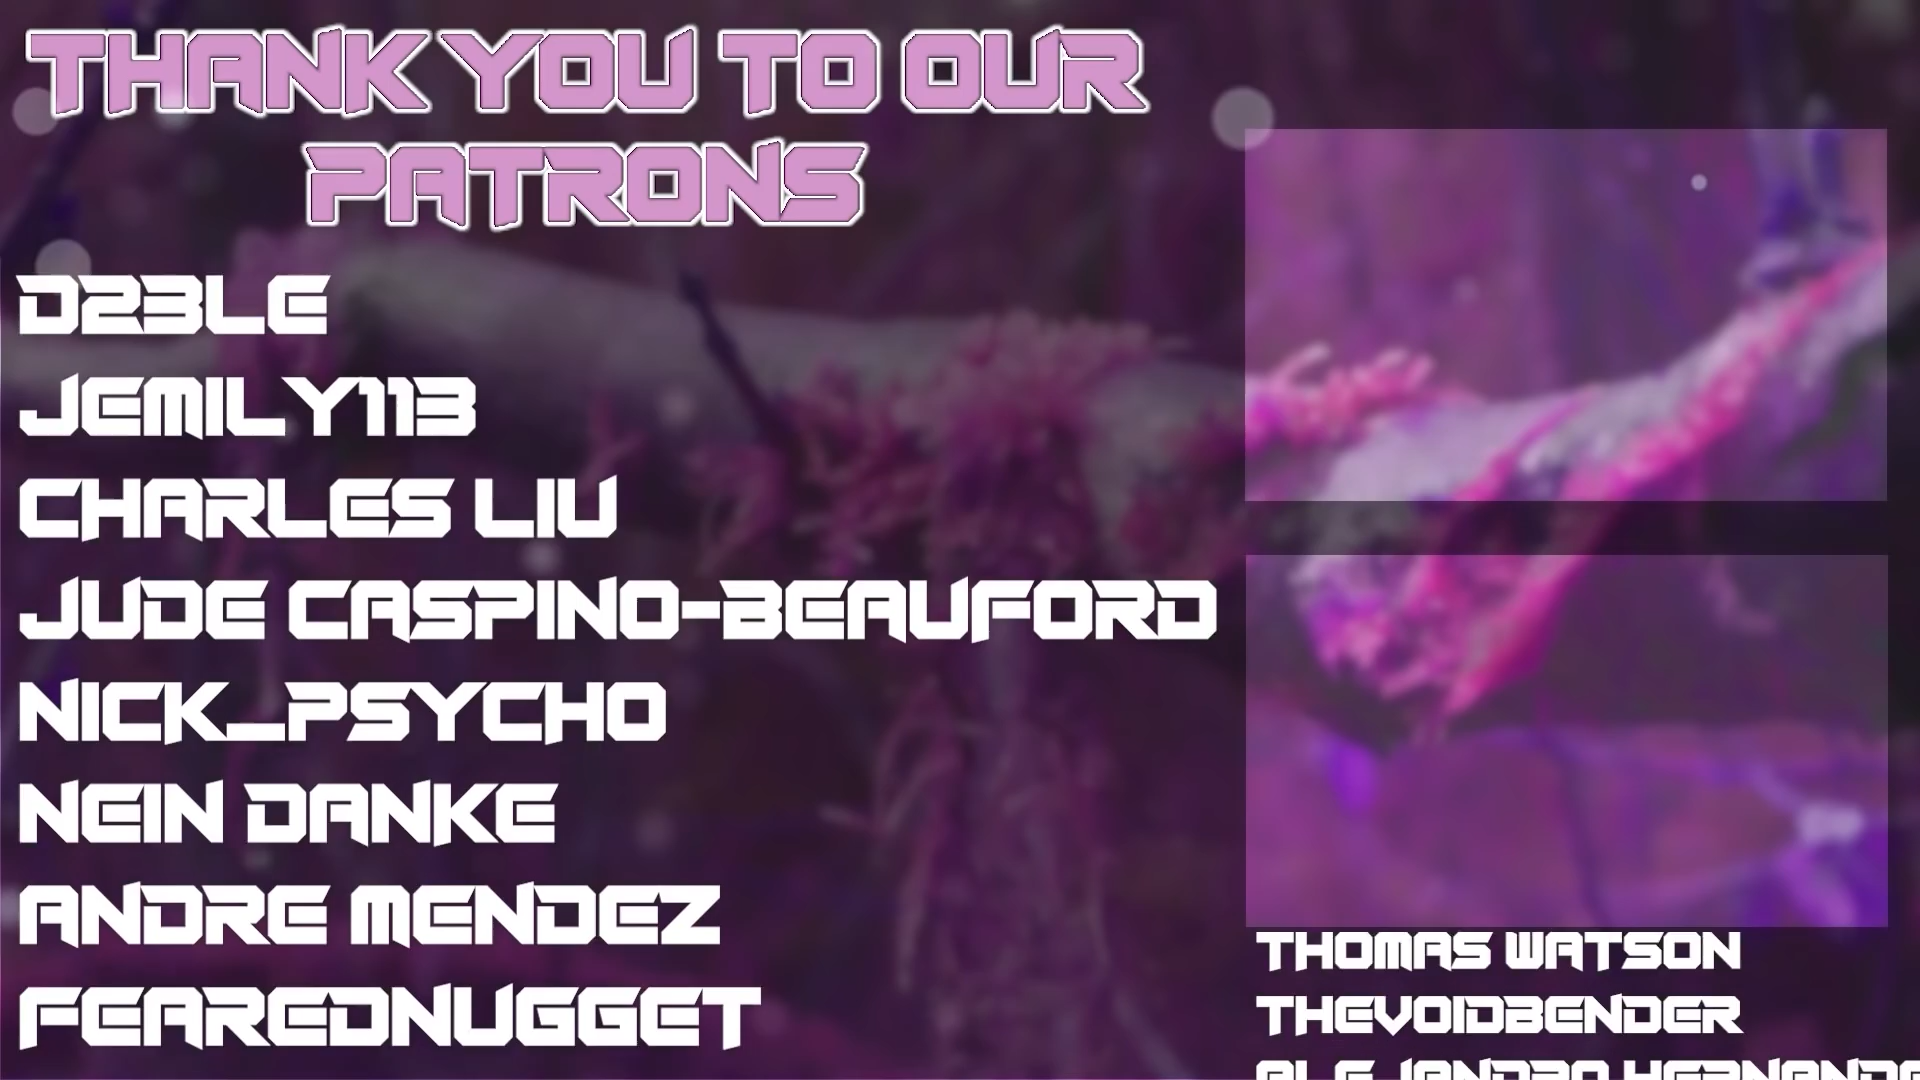 THANK YOU TO OUR
PATRONS
D23LE
JEMILY113
CHARLES LIU
JUDE CASPINO-BEAUFORD
NICK_PSYCHO
NEIN DANKE
ANDRE MENDEZ
FEAREDNUGGET
THOMAS WATSON
THEVOIDBENDER